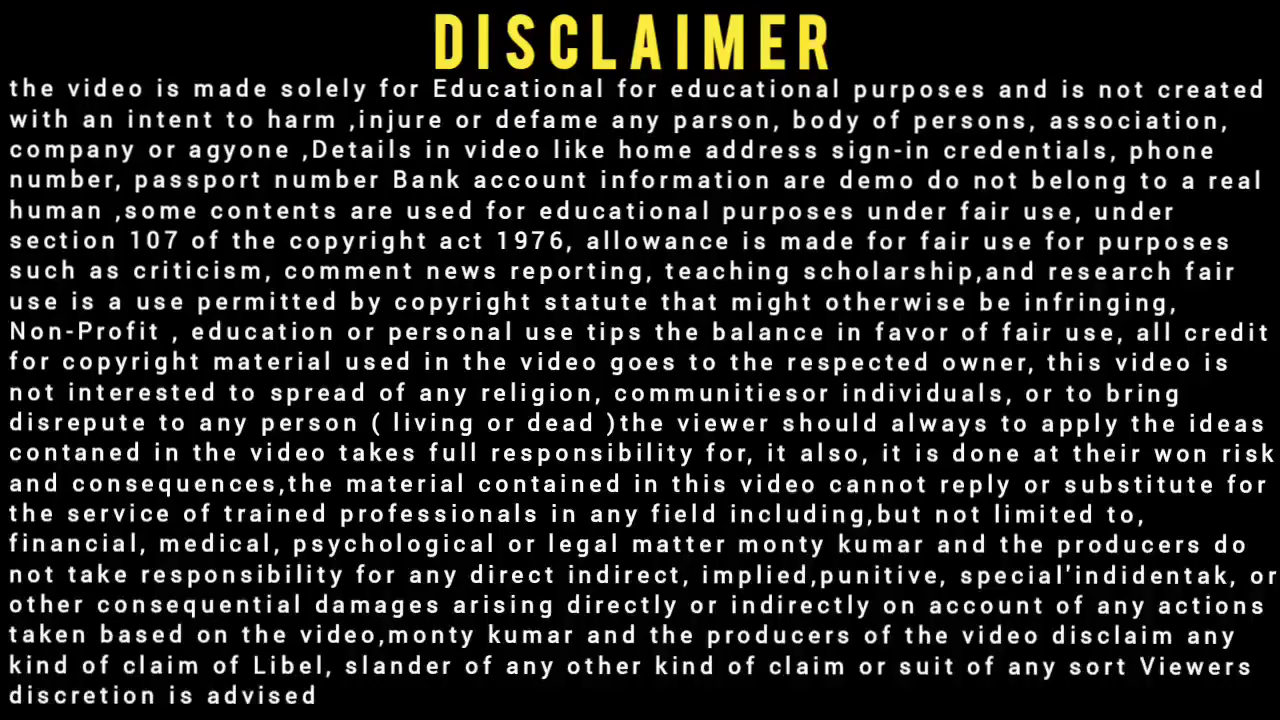 DISCLAIMER
the video is made solely for Educational for educational purposes and is not created
with an intent to harm ,injure or defame any parson, body of persons, association,
company or agyone ,Details in video like home address sign-in credentials, phone
number, passport number Bank account information are demo do not belong to a real
human ,some contents are used for educational purposes under fair use, under
section 107 of the copyright act 1976, allowance is made for fair use for purposes
such as criticism, comment news reporting, teaching scholarship,and research fair
use is a use permitted by copyright statute that might otherwise be infringing,
Non-Profit , education or personal use tips the balance in favor of fair use, all credit
for copyright material used in the video goes to the respected owner, this video is
not interested to spread of any religion, communitiesor individuals, or to bring
disrepute to any person ( living or dead )the viewer should always to apply the ideas
contaned in the video takes full responsibility for, it also, it is done at their won risk
and consequences,the material contained in this video cannot reply or substitute for
the service of trained professionals in any field including,but not limited to,
financial, medical, psychological or legal matter monty kumar and the producers do
not take responsibility for any direct indirect, implied,punitive, special'indidentak, or
other consequential damages arising directly or indirectly on account of any actions
taken based on the video,monty kumar and the producers of the video disclaim any
kind of claim of Libel, slander of any other kind of claim or suit of any sort Viewers
discretion is advised